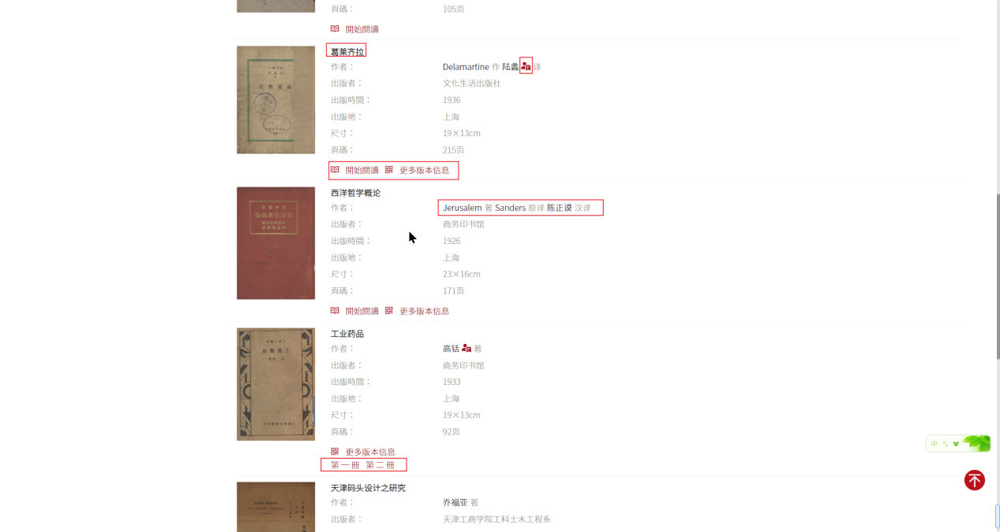 頁碼： 105页
開始閱讀
葛莱齐拉
作者： Delamartine 作 陆蠡 译
出版者： 文化生活出版社
出版時間： 1936
出版地： 上海
尺寸： 19×13cm
頁碼： 215页
開始閱讀 更多版本信息
西洋哲学概论
作者： Jerusalem 著 Sanders 原译 陈正谟 汉译
出版者： 商务印书馆
出版時間： 1926
出版地： 上海
尺寸： 23×16cm
頁碼： 171页
開始閱讀 更多版本信息
工业药品
作者： 高铦 著
出版者： 商务印书馆
出版時間： 1933
出版地： 上海
尺寸： 19×13cm
頁碼： 92页
更多版本信息
第一冊 第二冊
天津码头设计之研究
作者： 乔福亚 著
出版者： 天津工商学院工科土木工程系
中